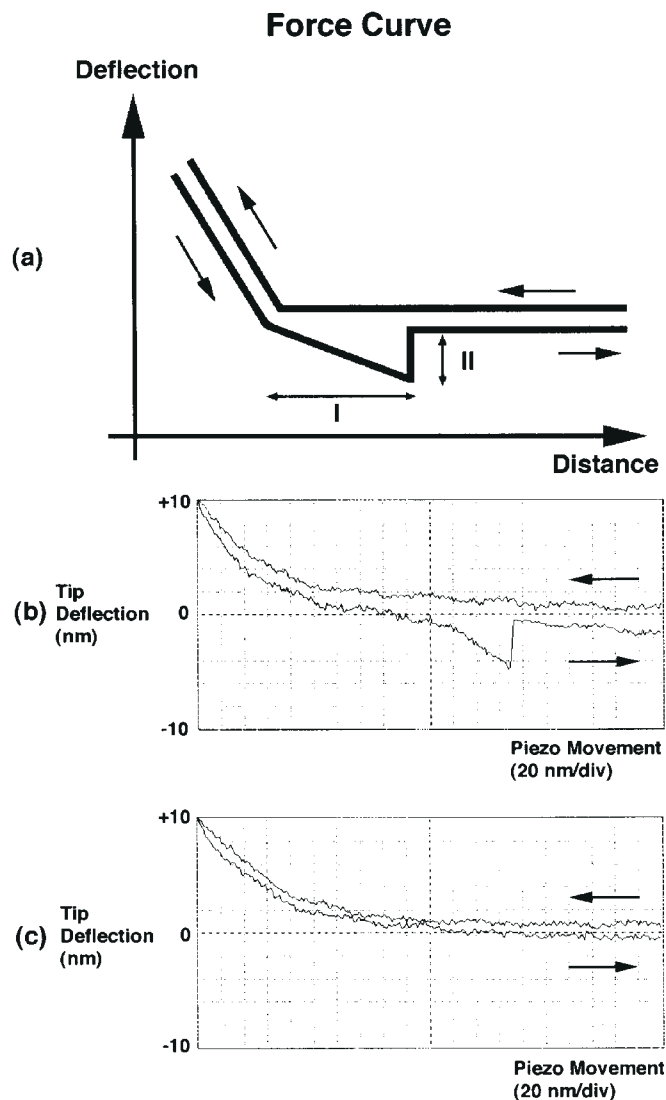 Force Curve
Deflection
(a)
II
I
Distance
+10
(b)
Tip
Deflection
(nm)
0
-10
Piezo Movement
(20 nm/div)
+10
(c)
Tip
Deflection
(nm)
0
-10
Piezo Movement
(20 nm/div)